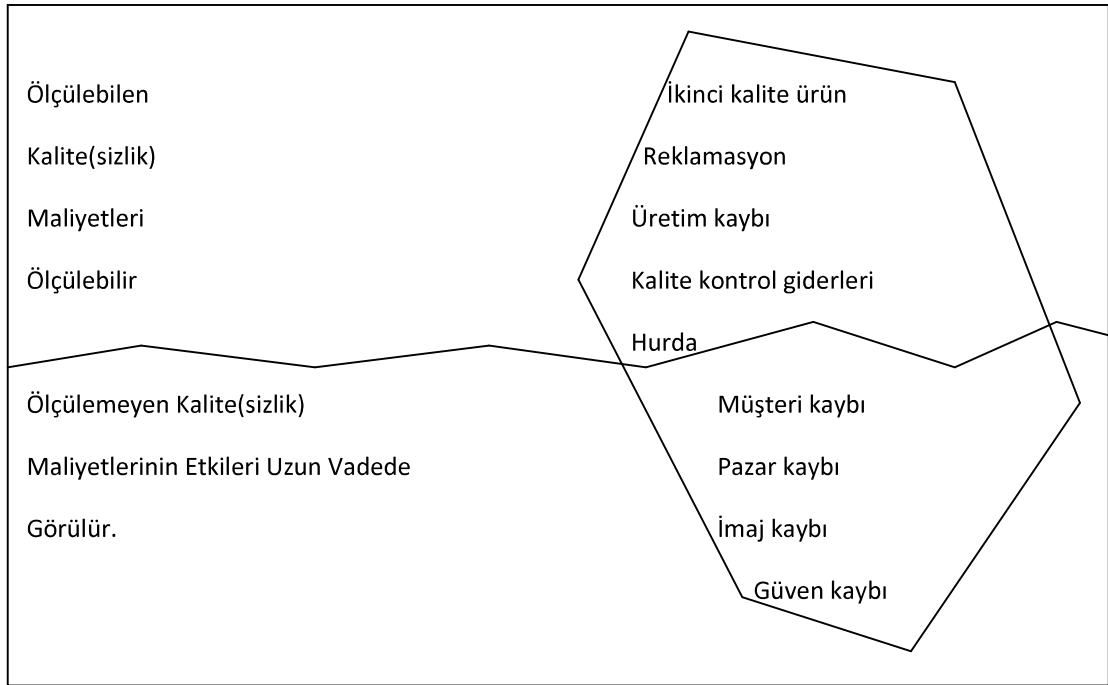 Ölçülebilen
Kalite(sizlik)
Maliyetleri
Ölçülebilir
İkinci kalite ürün
Reklamasyon
Üretim kaybı
Kalite kontrol giderleri
Hurda
Ölçülemeyen Kalite(sizlik)
Maliyetlerinin Etkileri Uzun Vadede
Görülür.
Müşteri kaybı
Pazar kaybı
İmaj kaybı
Güven kaybı